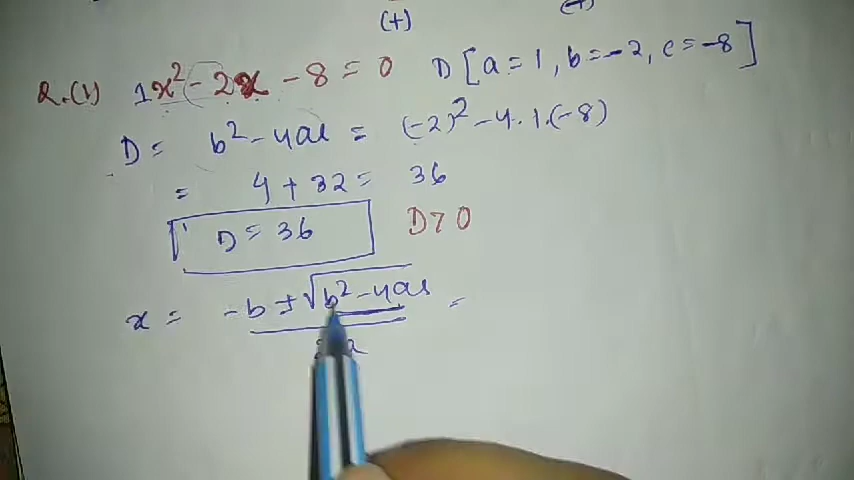 (+) (+)
2.(1) 1x² - 2x - 8 = 0 D [a = 1, b = -2, c = -8]
D = b² - 4ac = (-2)² - 4.1.(-8)
= 4 + 32 = 36
D = 36 D > 0
x = -b ± √b² - 4ac =